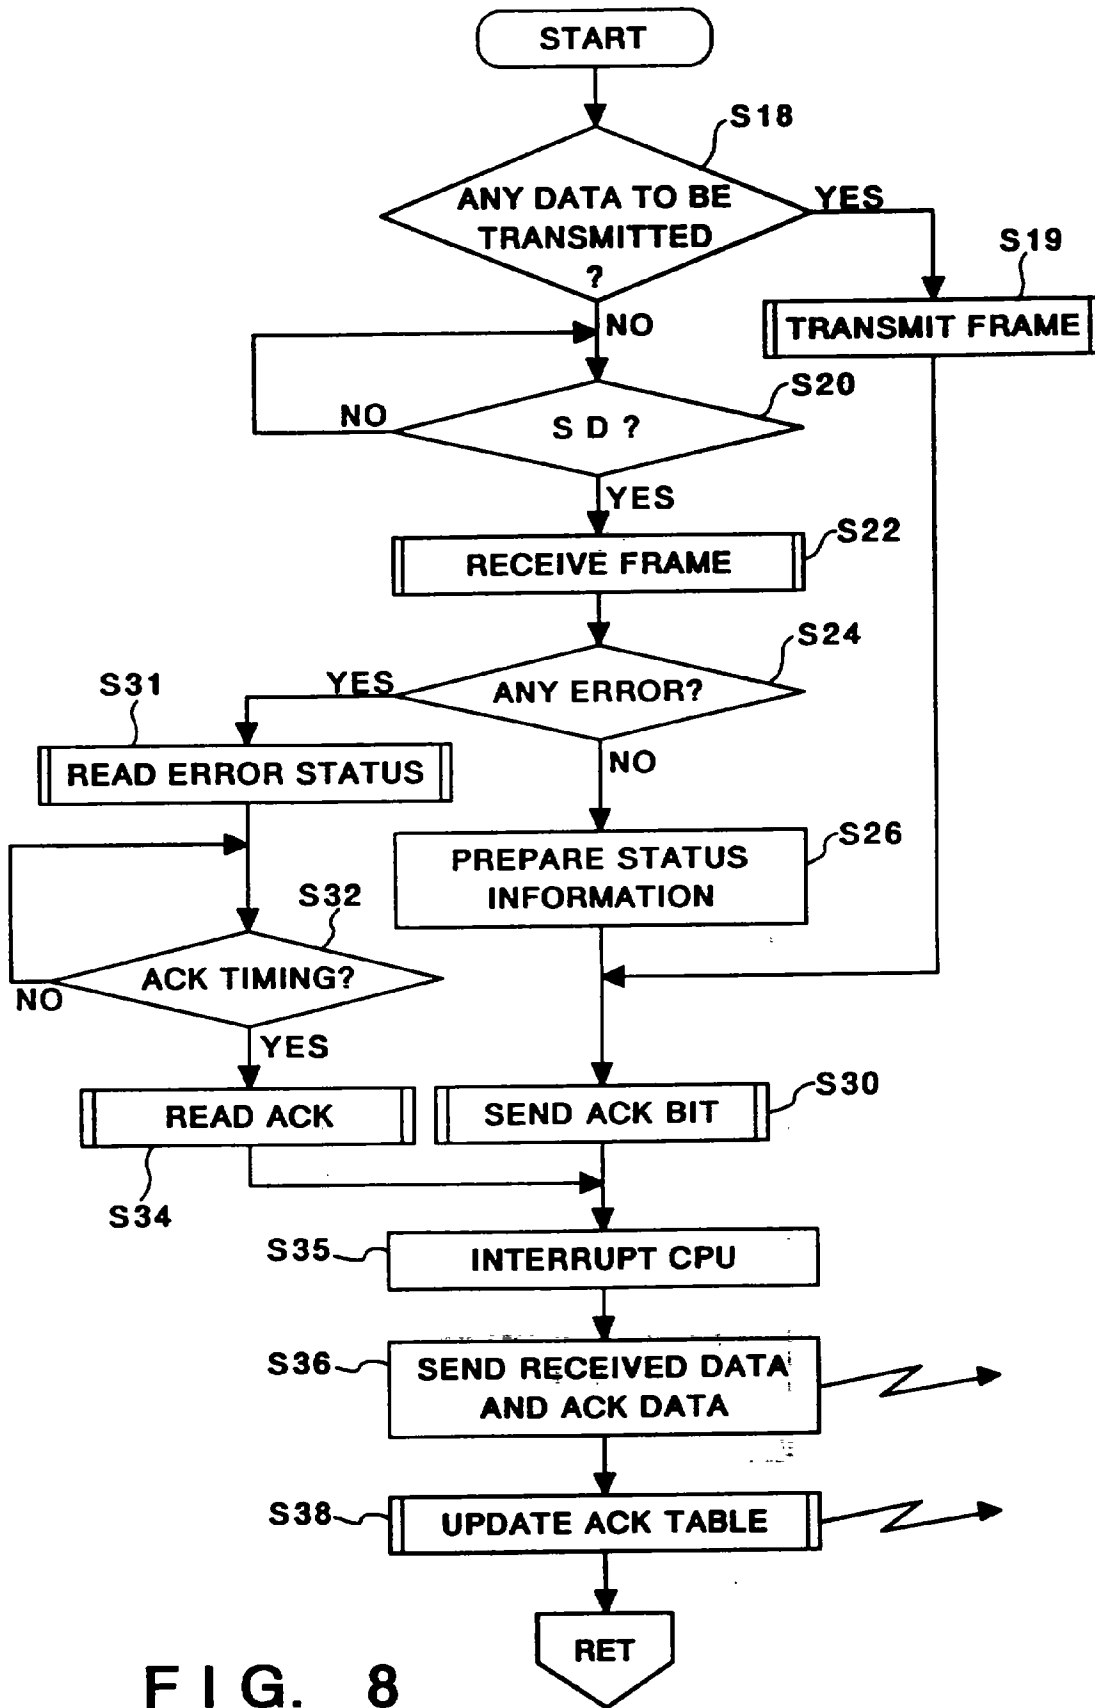 START
S18
ANY DATA TO BE
TRANSMITTED
?
YES
S19
TRANSMIT FRAME
NO
S20
S D ?
NO
YES
S22
RECEIVE FRAME
S24
ANY ERROR?
YES
S31
READ ERROR STATUS
NO
S26
PREPARE STATUS
INFORMATION
S32
ACK TIMING?
NO
YES
S30
READ ACK
SEND ACK BIT
S34
S35
INTERRUPT CPU
S36
SEND RECEIVED DATA
AND ACK DATA
S38
UPDATE ACK TABLE
RET
FIG. 8